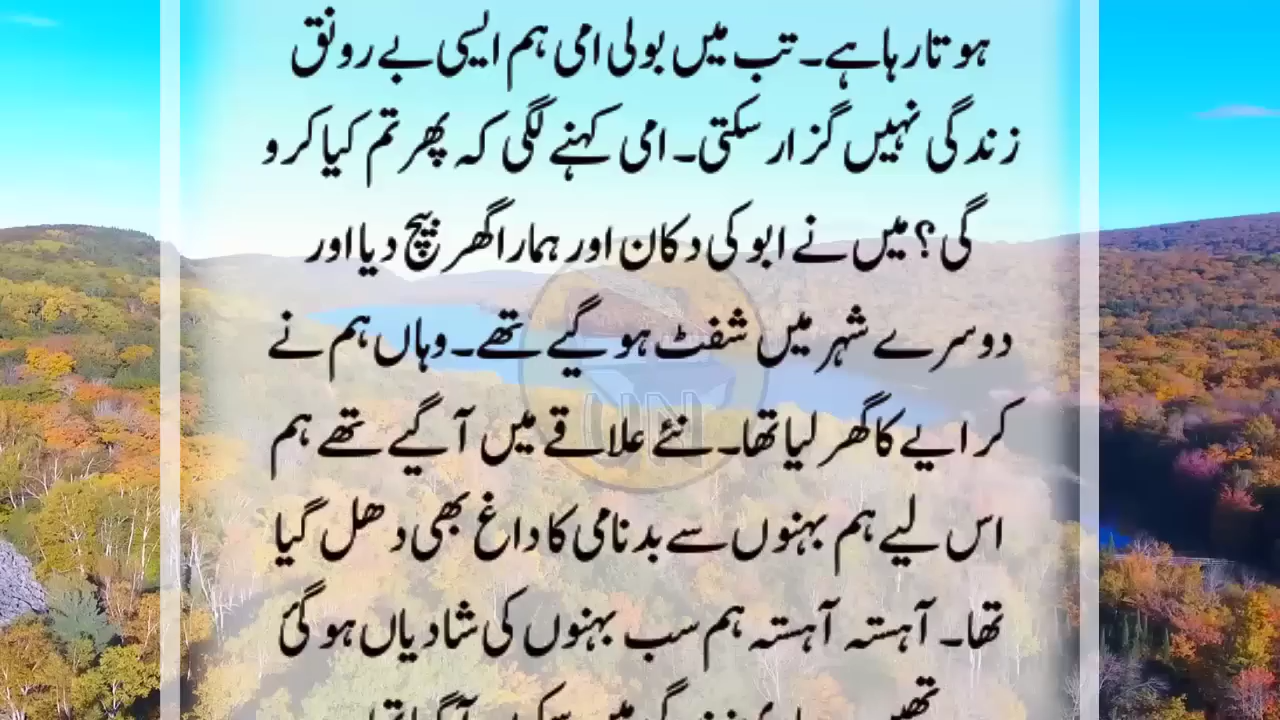 ہوتا رہا ہے۔ تب میں بولی امی ہم ایسی بے رونق
زندگی نہیں گزار سکتی۔ امی کہنے لگی کہ پھر تم کیا کرو
گی؟ میں نے ابو کی دکان اور ہمارا گھر بیچ دیا اور
دوسرے شہر میں شفٹ ہو گیے تھے۔ وہاں ہم نے
کرایے کا گھر لیا تھا۔ نئے علاقے میں آ گیے تھے ہم
اس لیے ہم بہنوں سے بدنامی کا داغ بھی دھل گیا
تھا۔ آہستہ آہستہ ہم سب بہنوں کی شادیاں ہو گئ
UN